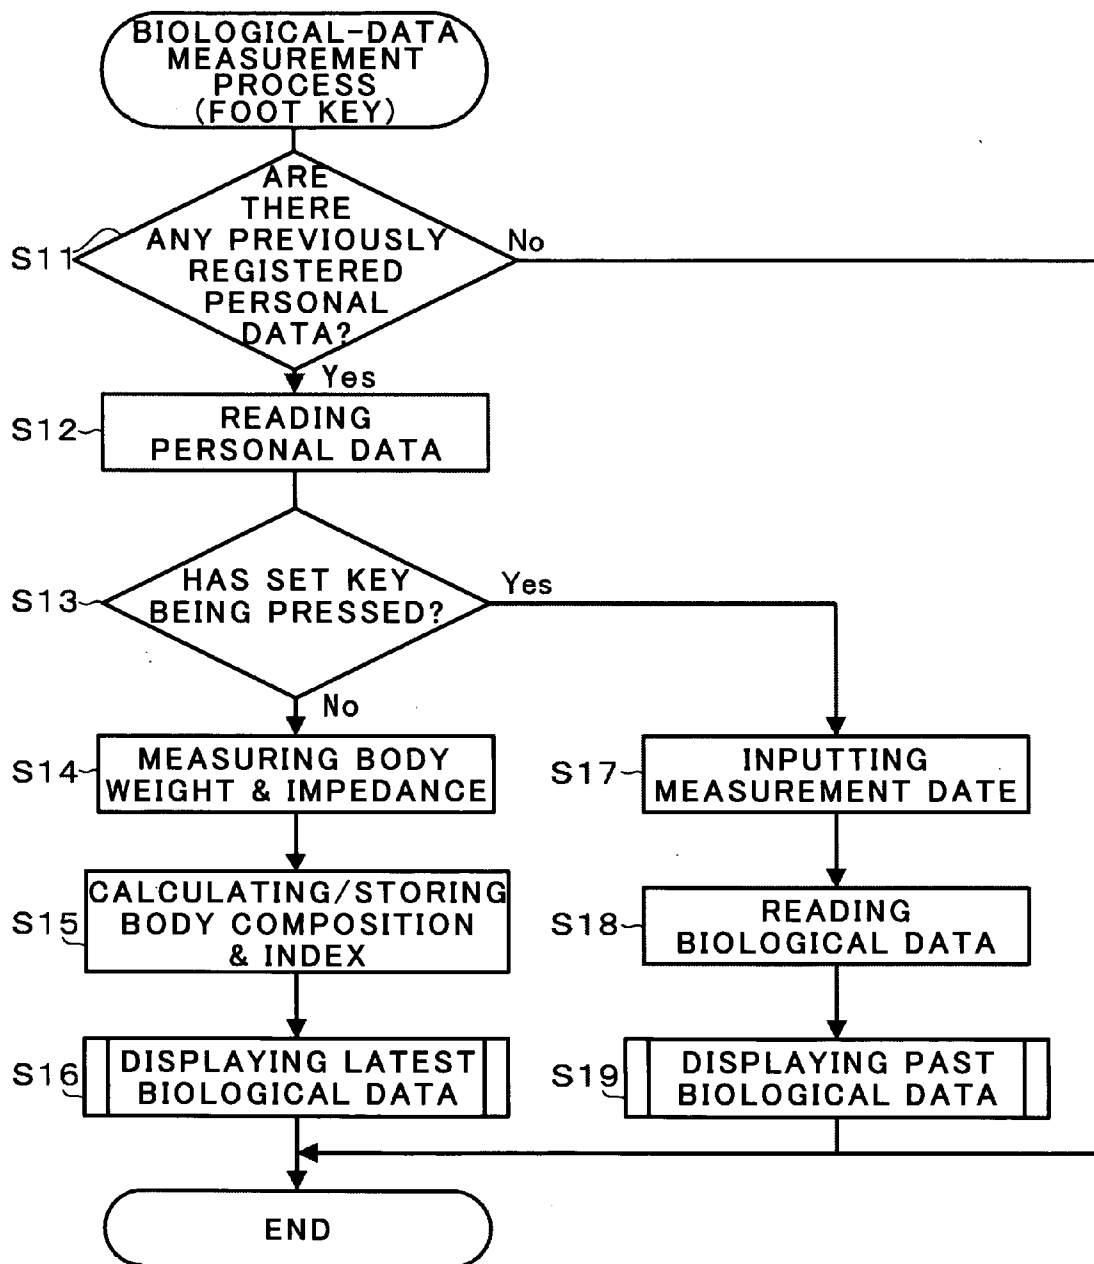 BIOLOGICAL-DATA
MEASUREMENT
PROCESS
(FOOT KEY)
ARE
THERE
ANY PREVIOUSLY
REGISTERED
PERSONAL
DATA?
S11
No
Yes
S12
READING
PERSONAL DATA
S13
HAS SET KEY
BEING PRESSED?
Yes
No
S14
MEASURING BODY
WEIGHT & IMPEDANCE
S17
INPUTTING
MEASUREMENT DATE
S15
CALCULATING/STORING
BODY COMPOSITION
& INDEX
S18
READING
BIOLOGICAL DATA
S16
DISPLAYING LATEST
BIOLOGICAL DATA
S19
DISPLAYING PAST
BIOLOGICAL DATA
END